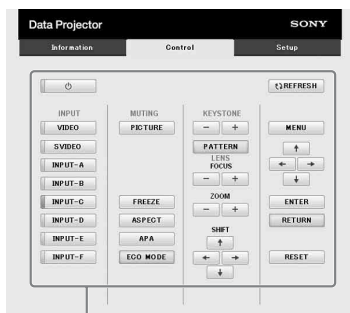 Data Projector SONY
Information Control Setup
REFRESH
INPUT MUTING KEYSTONE
VIDEO PICTURE - + MENU
SVIDEO PATTERN
INPUT-A LENS
FOCUS
INPUT-B - +
INPUT-C FREEZE ZOOM ENTER
INPUT-D ASPECT - + RETURN
INPUT-E APA SHIFT
INPUT-F ECO MODE RESET